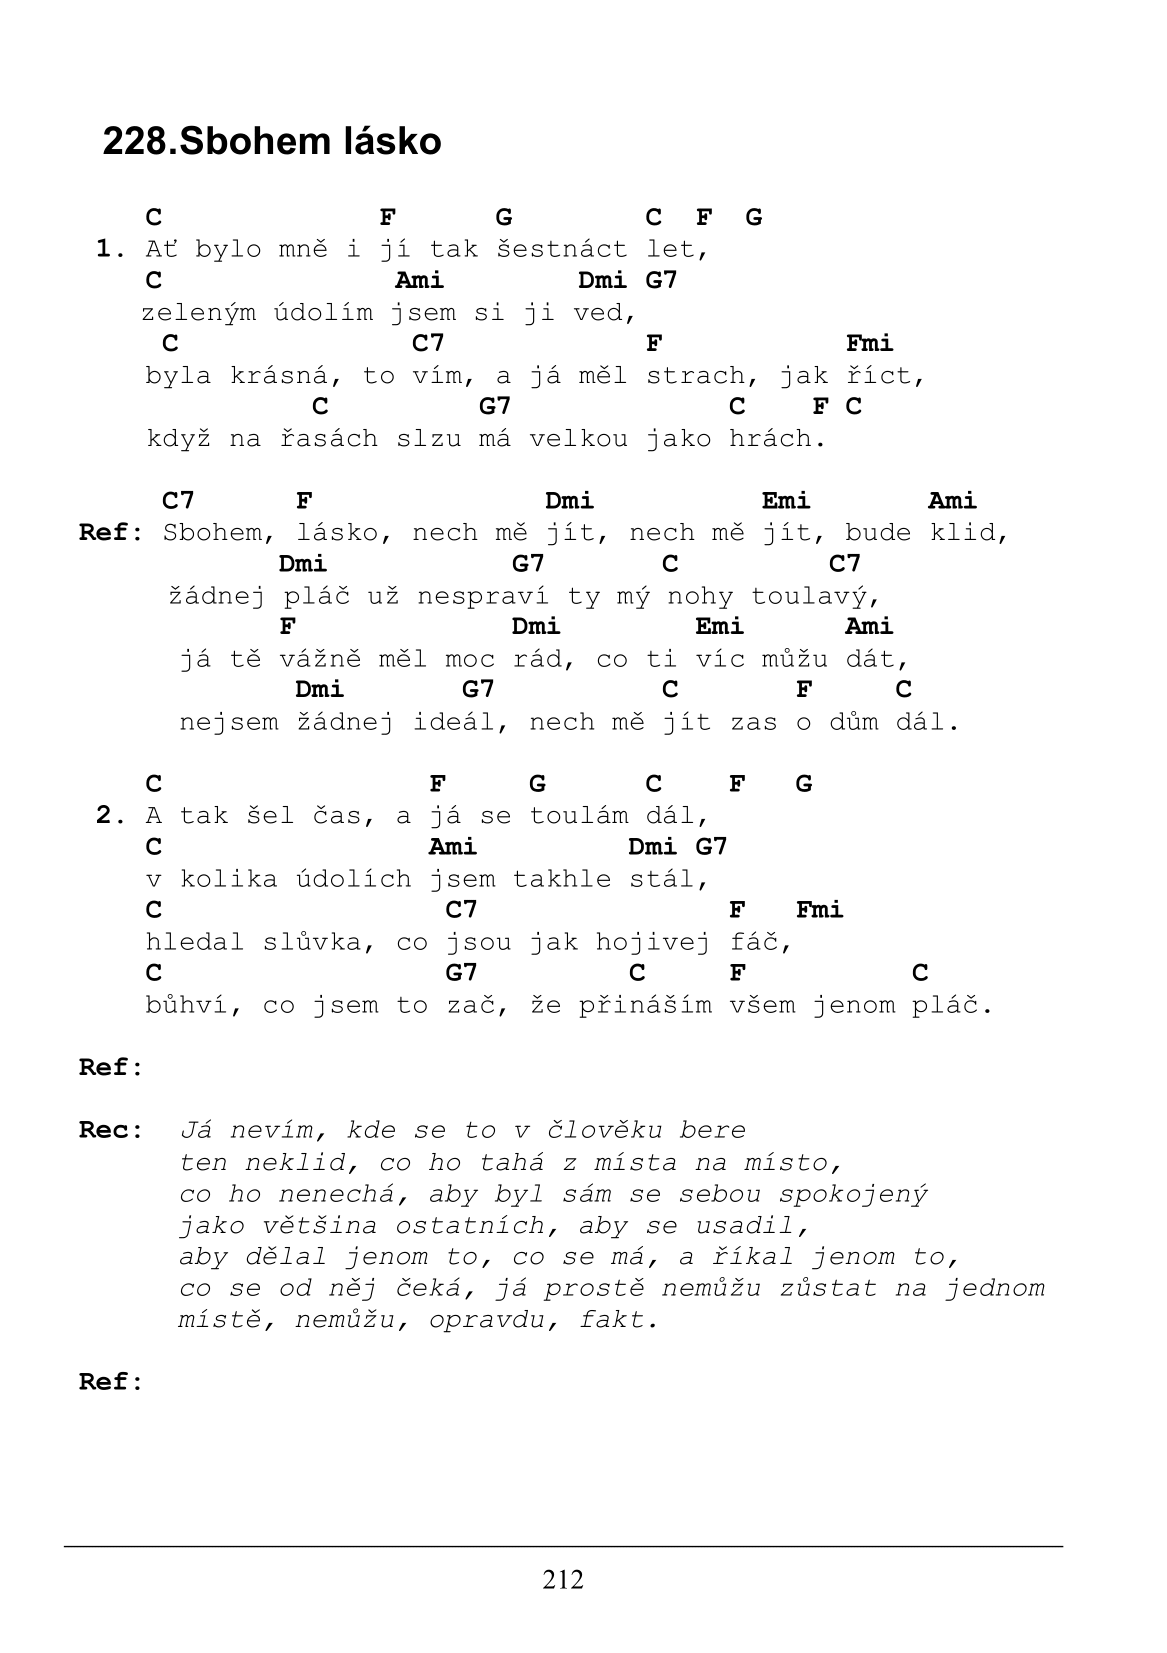 228.Sbohem lásko
C F G C F G
1. Ať bylo mně i jí tak šestnáct let,
C Ami Dmi G7
zeleným údolím jsem si ji ved,
C C7 F Fmi
byla krásná, to vím, a já měl strach, jak říct,
C G7 C F C
když na řasách slzu má velkou jako hrách.
C7 F Dmi Emi Ami
Ref: Sbohem, lásko, nech mě jít, nech mě jít, bude klid,
Dmi G7 C C7
žádnej pláč už nespraví ty mý nohy toulavý,
F Dmi Emi Ami
já tě vážně měl moc rád, co ti víc můžu dát,
Dmi G7 C F C
nejsem žádnej ideál, nech mě jít zas o dům dál.
C F G C F G
2. A tak šel čas, a já se toulám dál,
C Ami Dmi G7
v kolika údolích jsem takhle stál,
C C7 F Fmi
hledal slůvka, co jsou jak hojivej fáč,
C G7 C F C
bůhví, co jsem to zač, že přináším všem jenom pláč.
Ref:
Rec: Já nevím, kde se to v člověku bere
ten neklid, co ho tahá z místa na místo,
co ho nenechá, aby byl sám se sebou spokojený
jako většina ostatních, aby se usadil,
aby dělal jenom to, co se má, a říkal jenom to,
co se od něj čeká, já prostě nemůžu zůstat na jednom
místě, nemůžu, opravdu, fakt.
Ref:
212